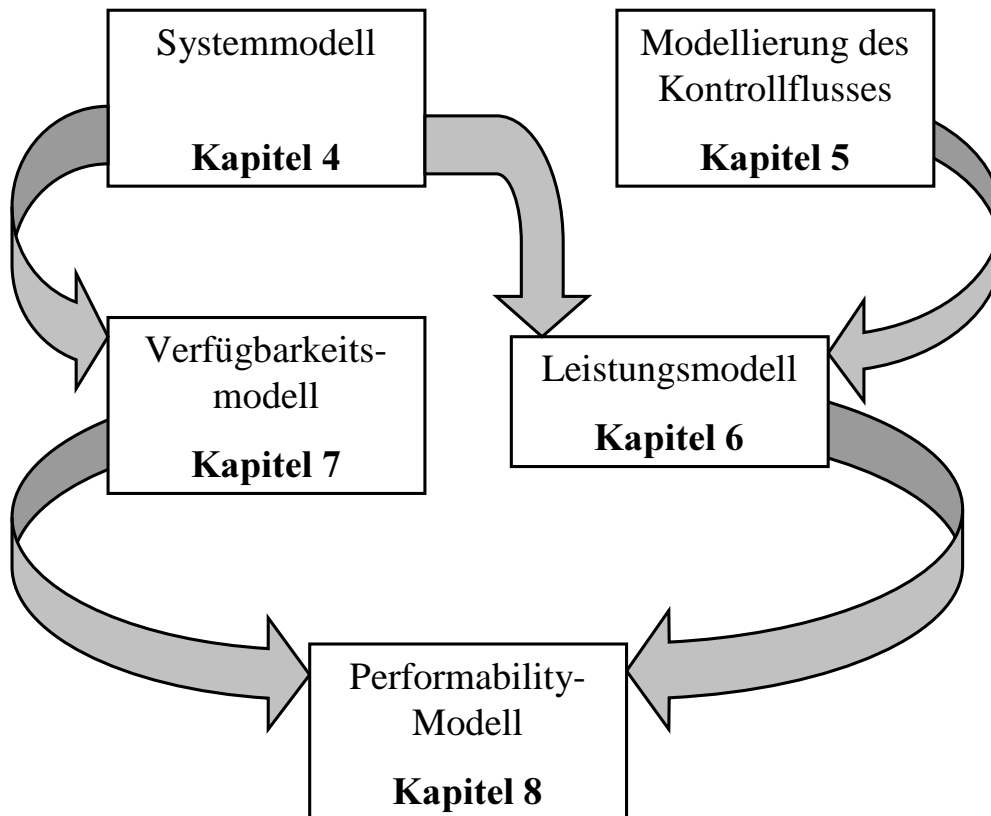 Systemmodell
Kapitel 4
Modellierung des
Kontrollflusses
Kapitel 5
Verfügbarkeits-
modell
Kapitel 7
Leistungsmodell
Kapitel 6
Performability-
Modell
Kapitel 8